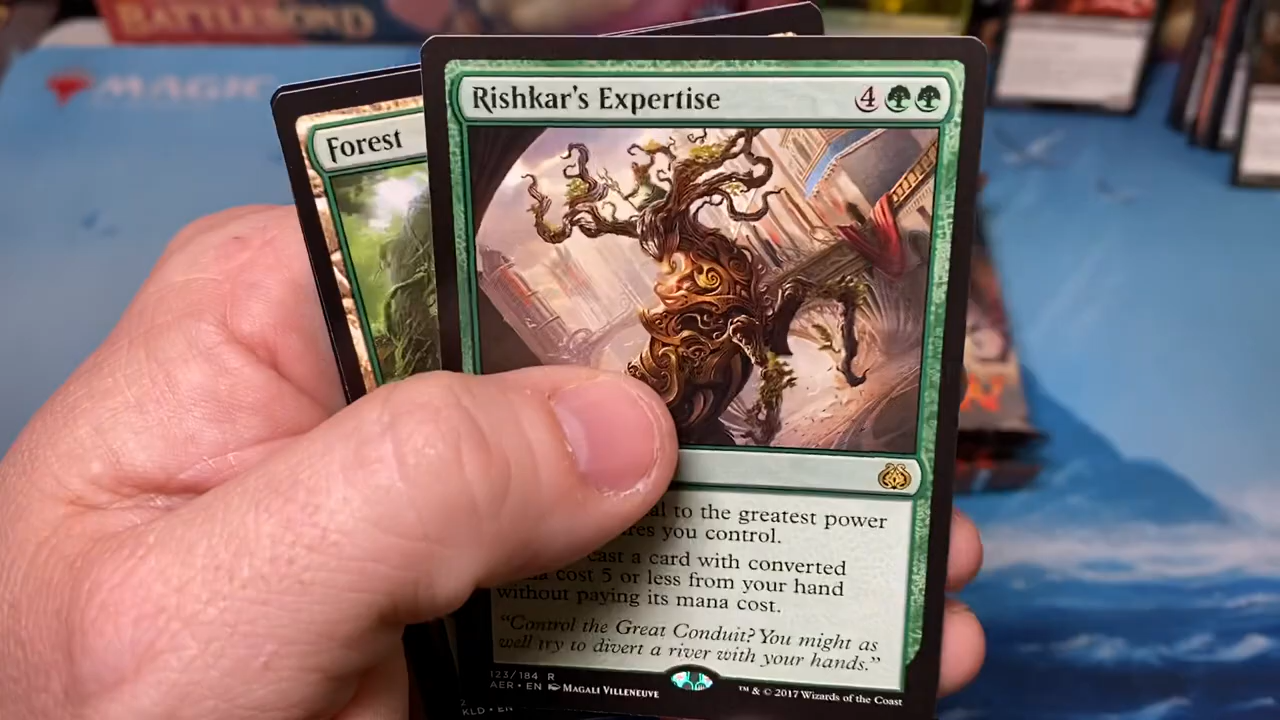 BATTLEBOND
MAGIC
Forest
Rishkar's Expertise 4
to the greatest power
you control.
cast a card with converted
cost 5 or less from your hand
without paying its mana cost.
"Control the Great Conduit? You might as
well try to divert a river with your hands."
123/184 R
AER • EN MAGALI VILLENEUVE
™ & © 2017 Wizards of the Coast
KLD • EN